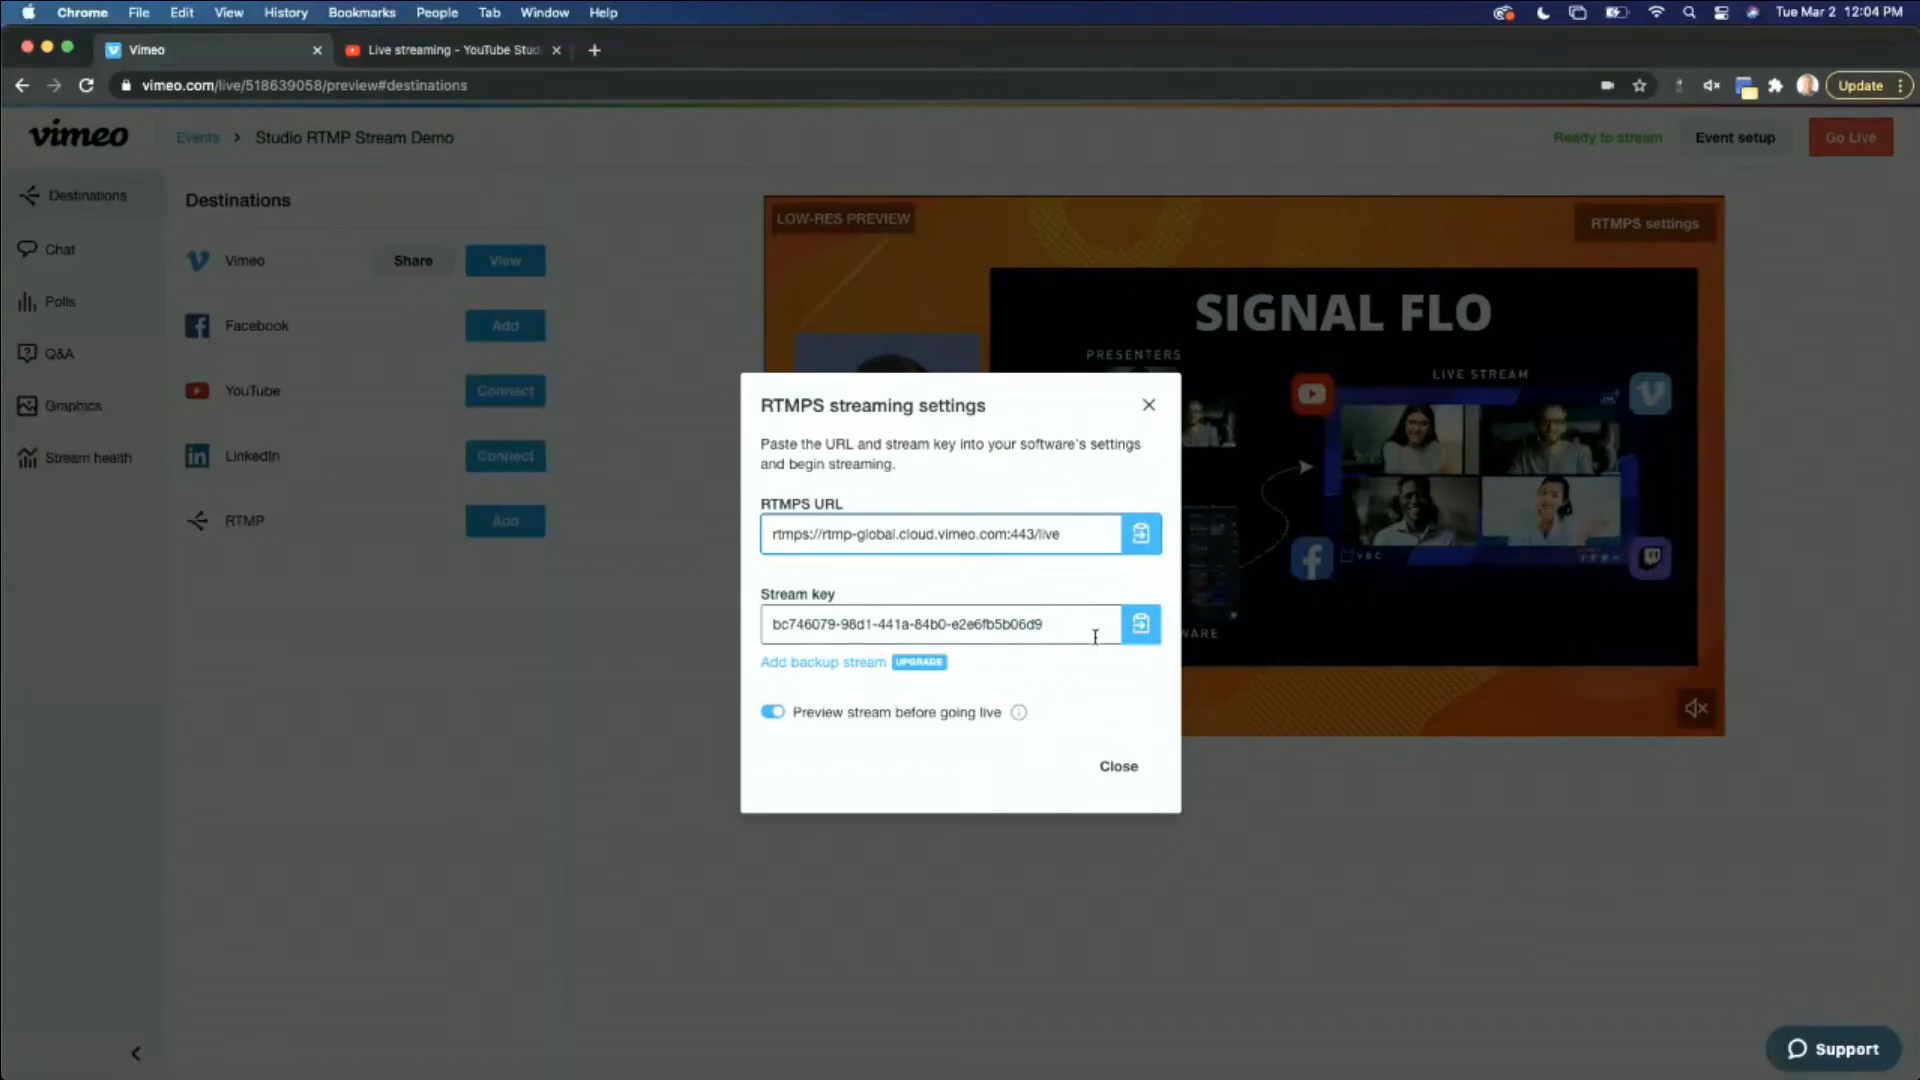 Chrome File Edit View History Bookmarks People Tab Window Help
Tue Mar 2 12:04 PM
Vimeo
Live streaming - YouTube Stud
vimeo.com/live/518639058/preview#destinations
Update
vimeo
Events > Studio RTMP Stream Demo
Ready to stream
Event setup
Go Live
Destinations
Chat
Polls
Q&A
Graphics
Stream health
Destinations
Vimeo Share View
Facebook Add
YouTube Connect
LinkedIn Connect
RTMP Add
LOW-RES PREVIEW
RTMPS settings
SIGNAL FLO
PRESENTERS
LIVE STREAM
VBC
WARE
RTMPS streaming settings
Paste the URL and stream key into your software's settings
and begin streaming.
RTMPS URL
rtmps://rtmp-global.cloud.vimeo.com:443/live
Stream key
bc746079-98d1-441a-84b0-e2e6fb5b06d9
Add backup stream UPGRADE
Preview stream before going live
Close
Support